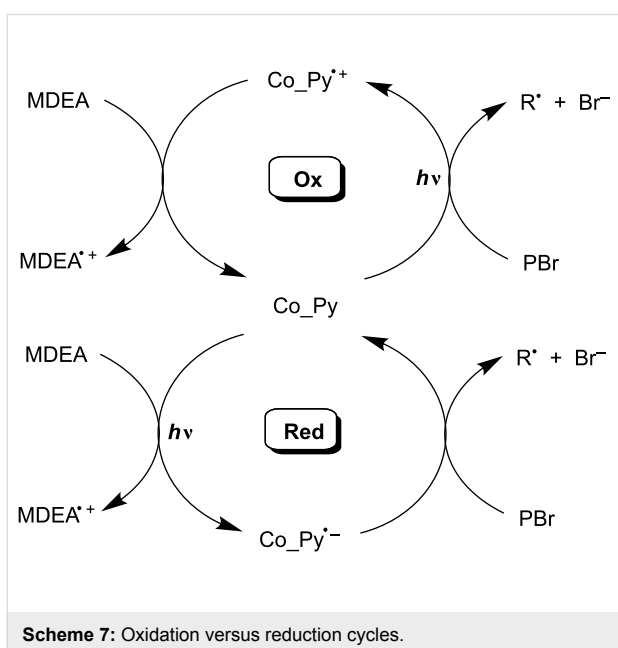 Co_Py•+
MDEA
R• + Br–
Ox
hν
MDEA•+
PBr
Co_Py
MDEA
R• + Br–
hν
Red
MDEA•+
PBr
Co_Py•–
Scheme 7: Oxidation versus reduction cycles.